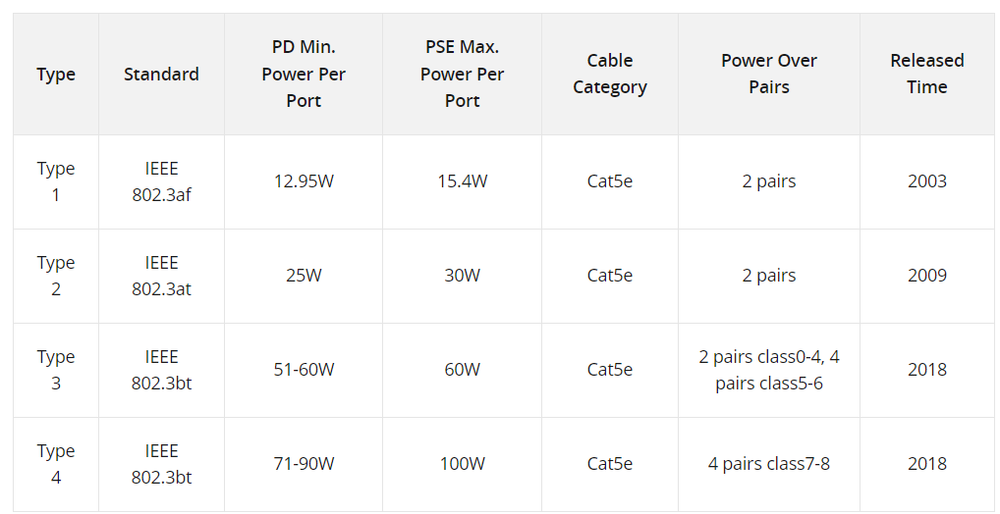 Type
Standard
PD Min.
Power Per
Port
PSE Max.
Power Per
Port
Cable
Category
Power Over
Pairs
Released
Time
Type
1
IEEE
802.3af
12.95W
15.4W
Cat5e
2 pairs
2003
Type
2
IEEE
802.3at
25W
30W
Cat5e
2 pairs
2009
Type
3
IEEE
802.3bt
51-60W
60W
Cat5e
2 pairs class0-4, 4
pairs class5-6
2018
Type
4
IEEE
802.3bt
71-90W
100W
Cat5e
4 pairs class7-8
2018